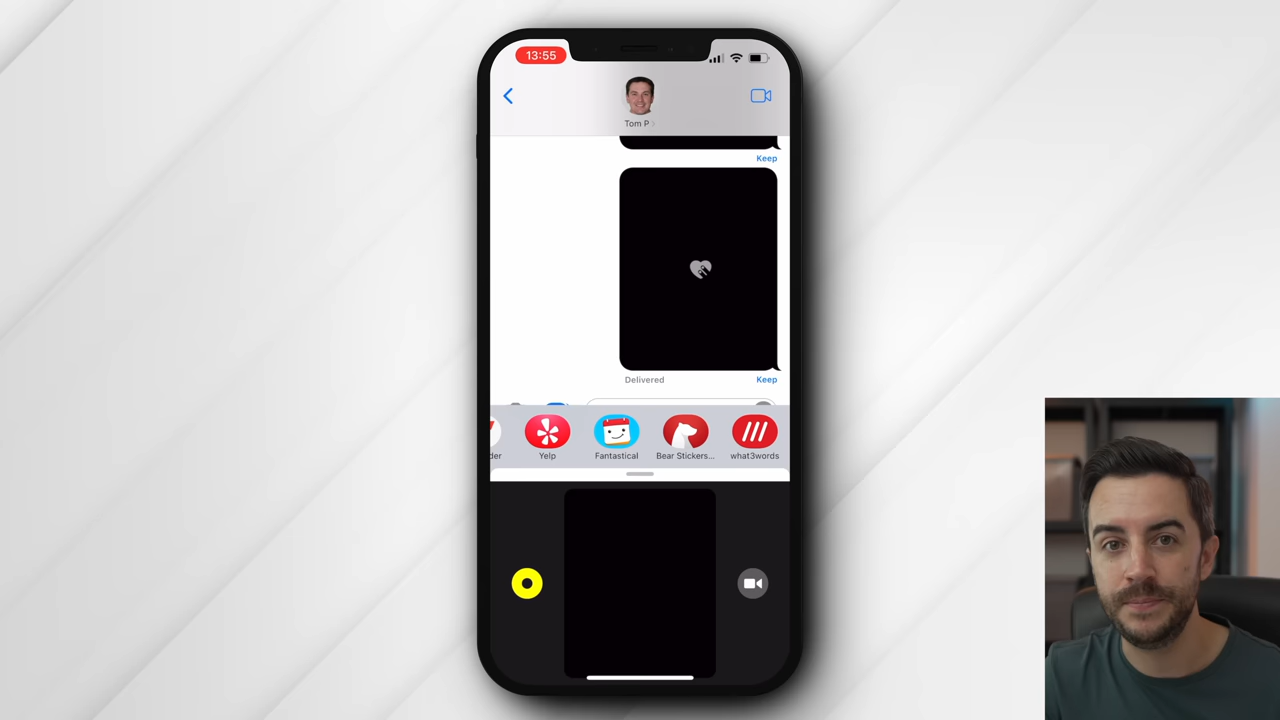 13:55
Tom P
Keep
Delivered Keep
der Yelp Fantastical Bear Stickers... what3words